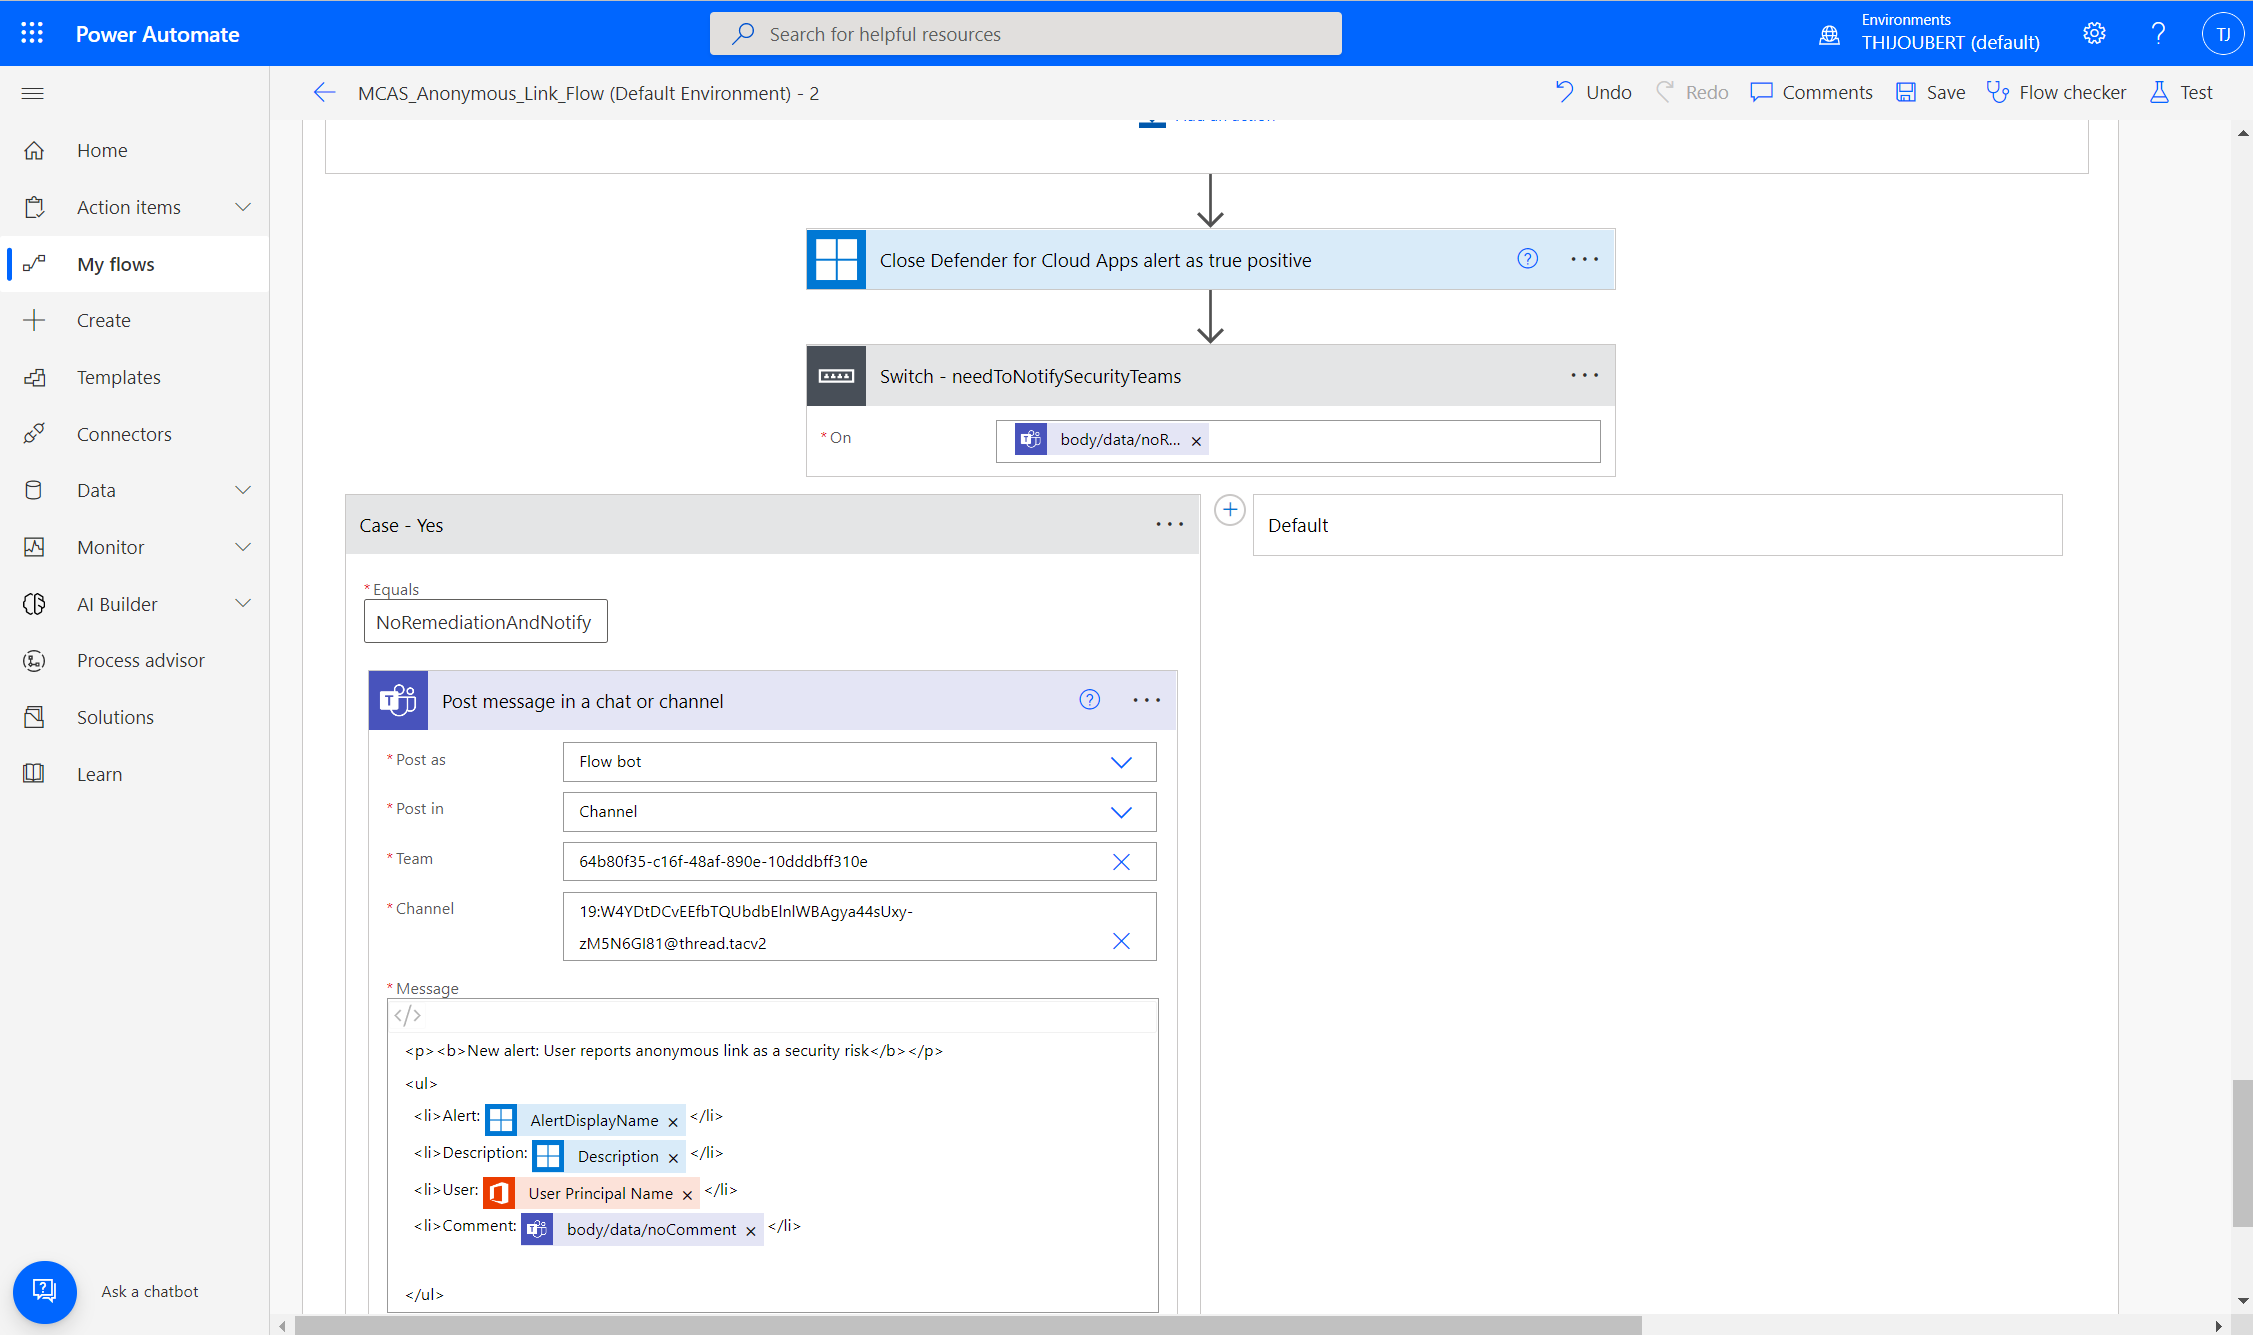 Power Automate
Search for helpful resources
Environments
THIJOUBERT (default)
TJ
MCAS_Anonymous_Link_Flow (Default Environment) - 2
Undo
Redo
Comments
Save
Flow checker
Test
Home
Action items
My flows
Create
Templates
Connectors
Data
Monitor
AI Builder
Process advisor
Solutions
Learn
Ask a chatbot
Close Defender for Cloud Apps alert as true positive
Switch - needToNotifySecurityTeams
* On
body/data/noR... ×
Case - Yes
Default
* Equals
NoRemediationAndNotify
Post message in a chat or channel
* Post as
Flow bot
* Post in
Channel
* Team
64b80f35-c16f-48af-890e-10dddbff310e
* Channel
19:W4YDtDCvEEfbTQUbdbElnlWBAgya44sUxy-
zM5N6GI81@thread.tacv2
* Message
</>
<p><b>New alert: User reports anonymous link as a security risk</b></p>
<ul>
<li>Alert: AlertDisplayName × </li>
<li>Description: Description × </li>
<li>User: User Principal Name × </li>
<li>Comment: body/data/noComment × </li>
</ul>